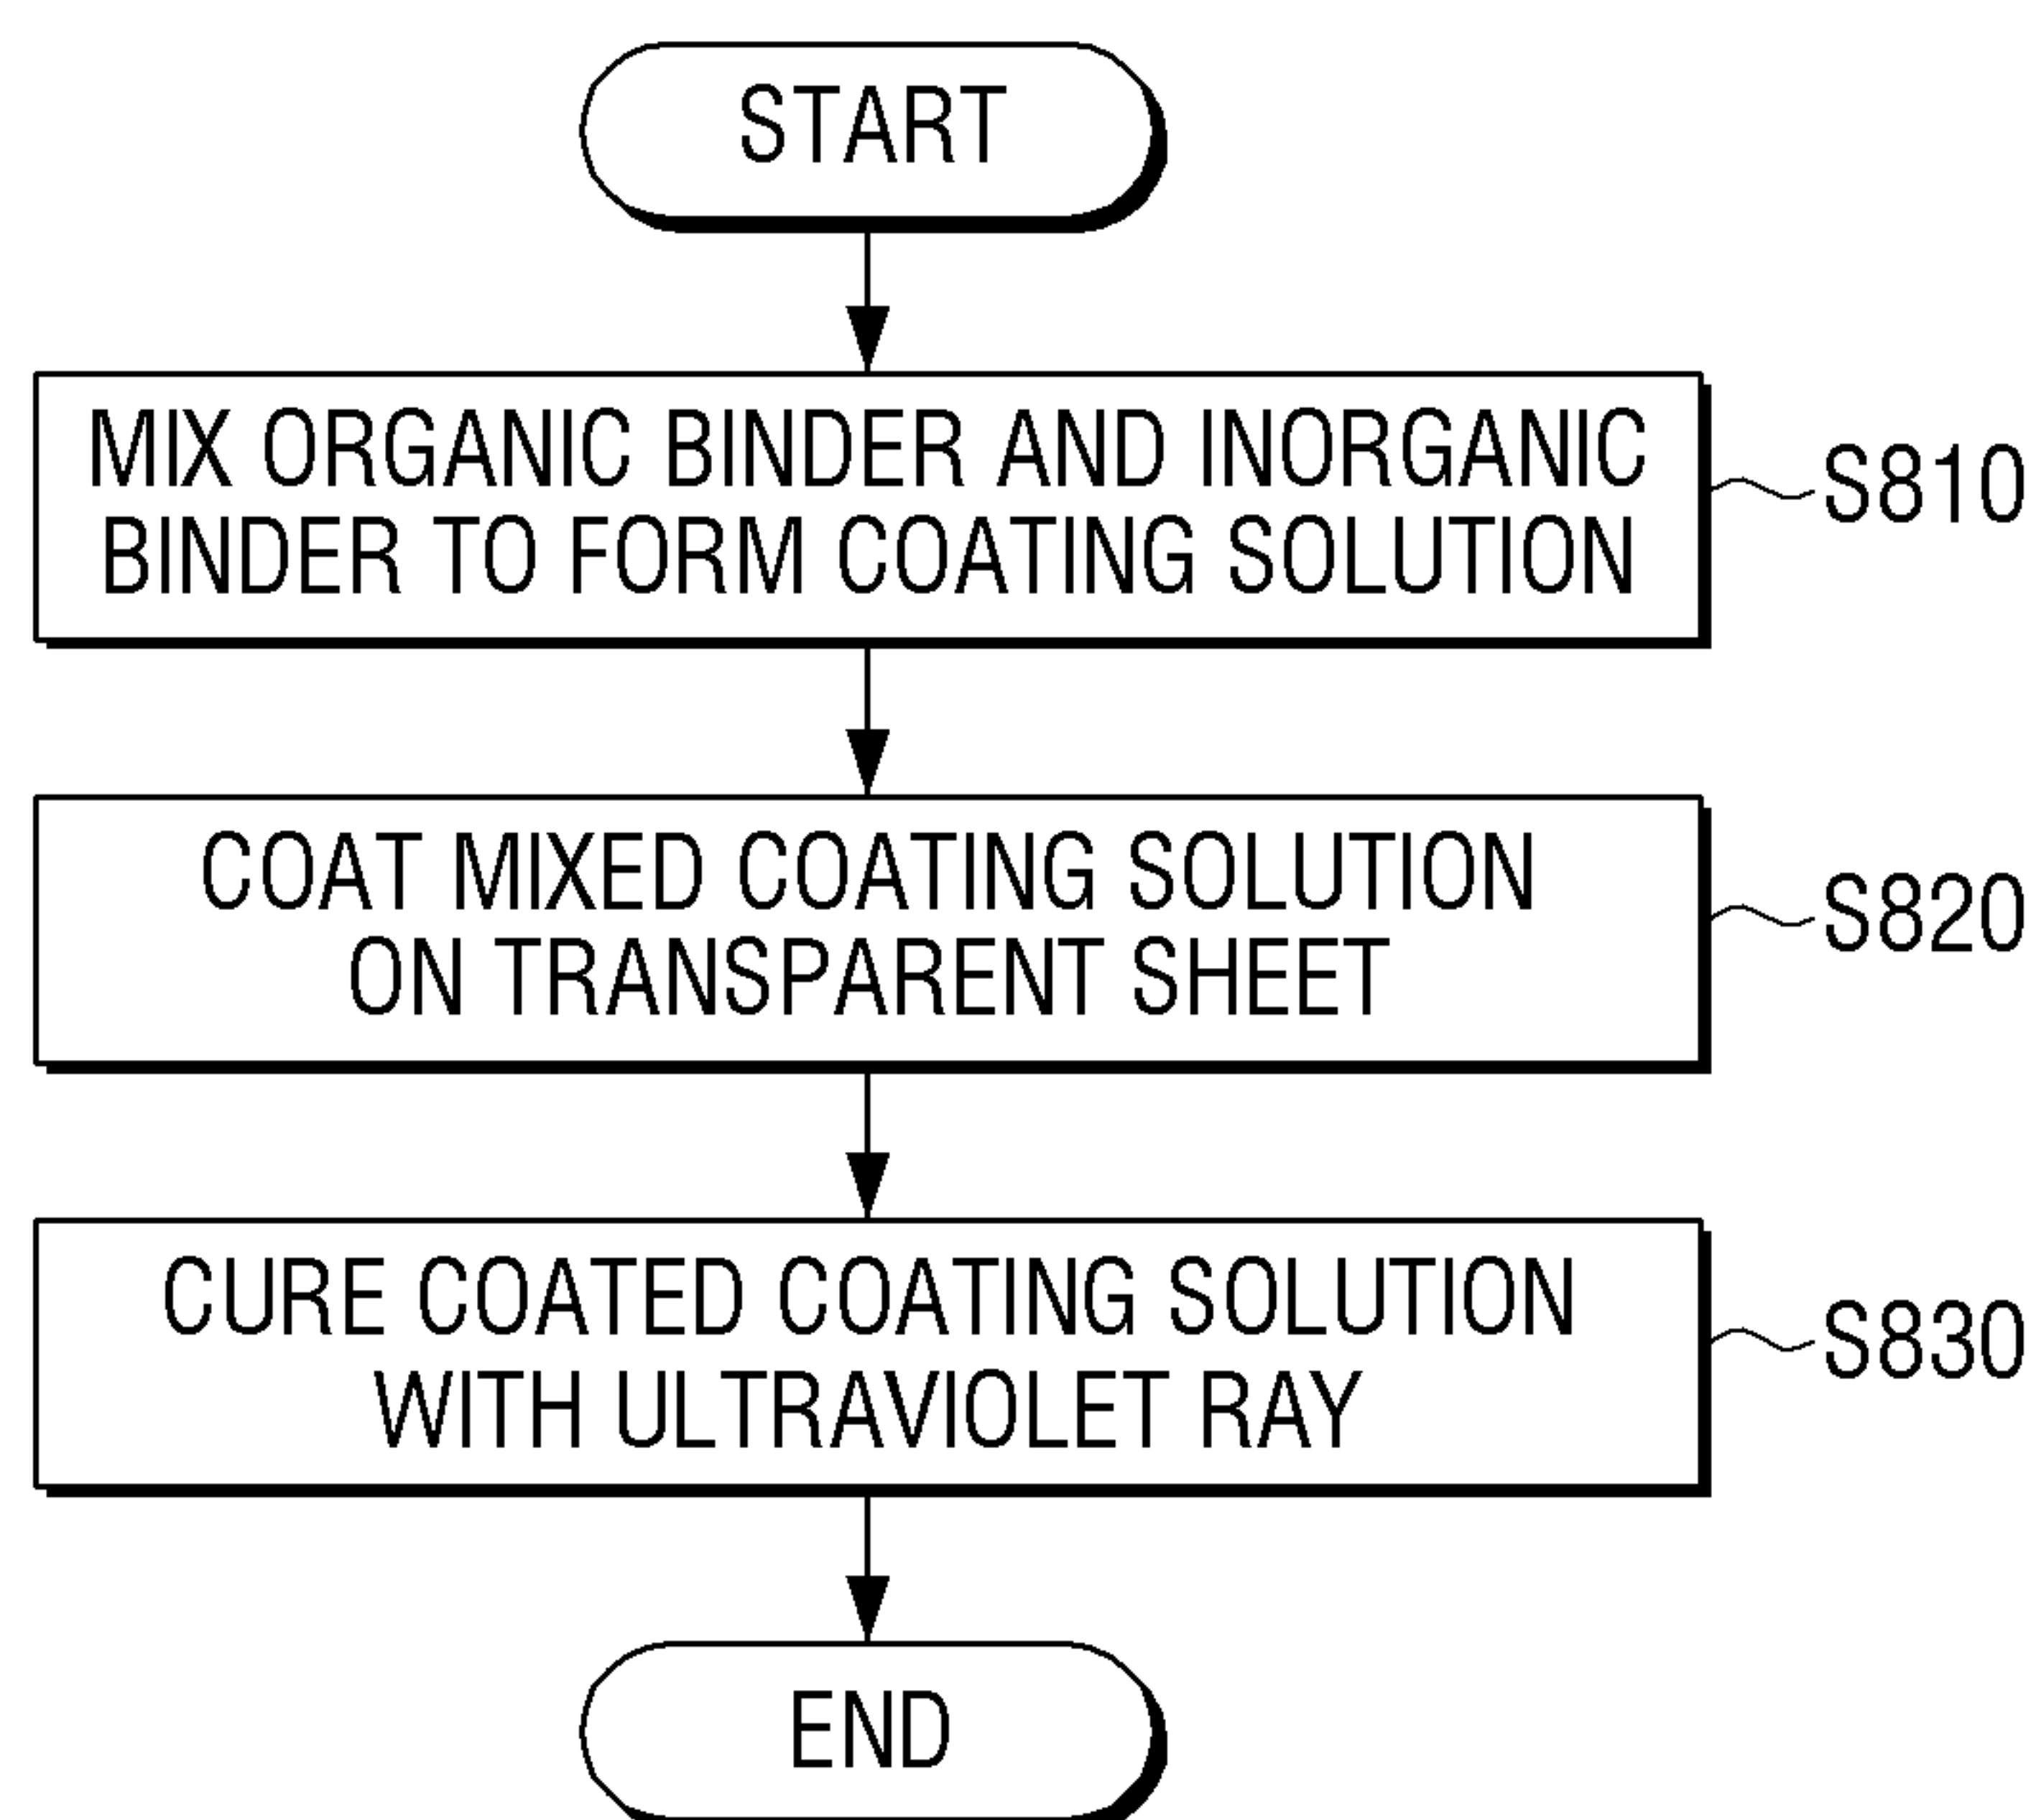 START
MIX ORGANIC BINDER AND INORGANIC
BINDER TO FORM COATING SOLUTION
S810
COAT MIXED COATING SOLUTION
ON TRANSPARENT SHEET
S820
CURE COATED COATING SOLUTION
WITH ULTRAVIOLET RAY
S830
END